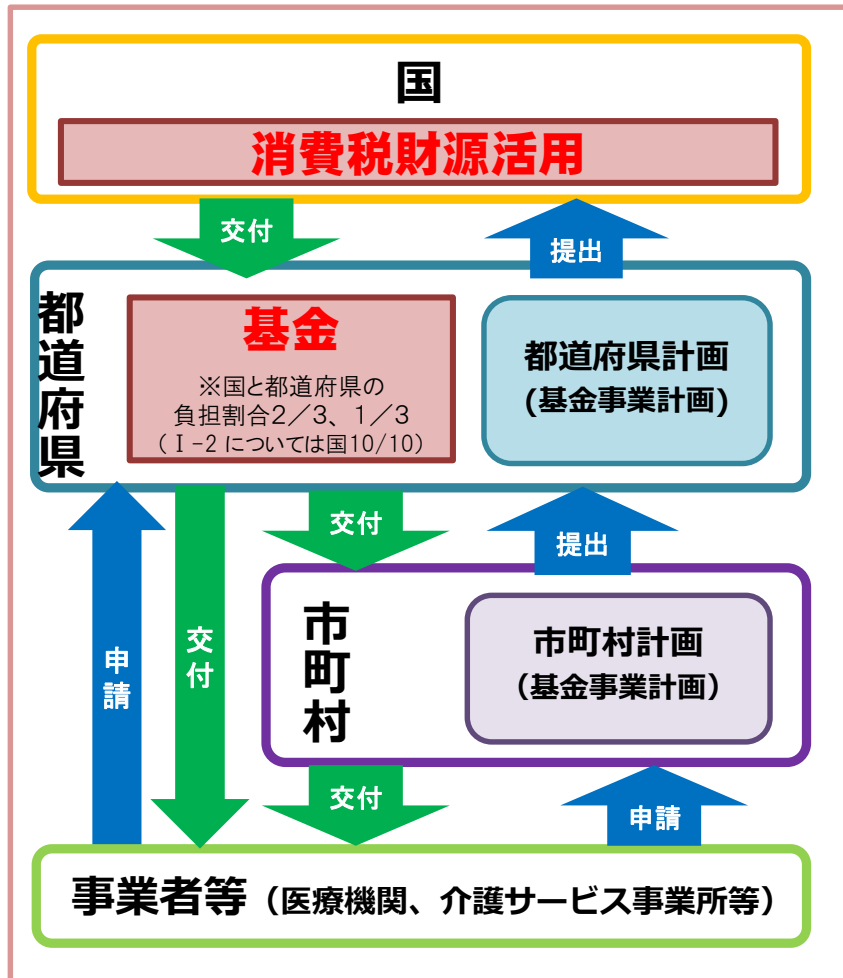 国
消費税財源活用
交付
提出
都道府県
基金
※国と都道府県の
負担割合2/3、1/3
(Ⅰ-2 については国10/10)
都道府県計画
(基金事業計画)
交付
提出
申請
交付
市町村
市町村計画
(基金事業計画)
交付
申請
事業者等(医療機関、介護サービス事業所等)